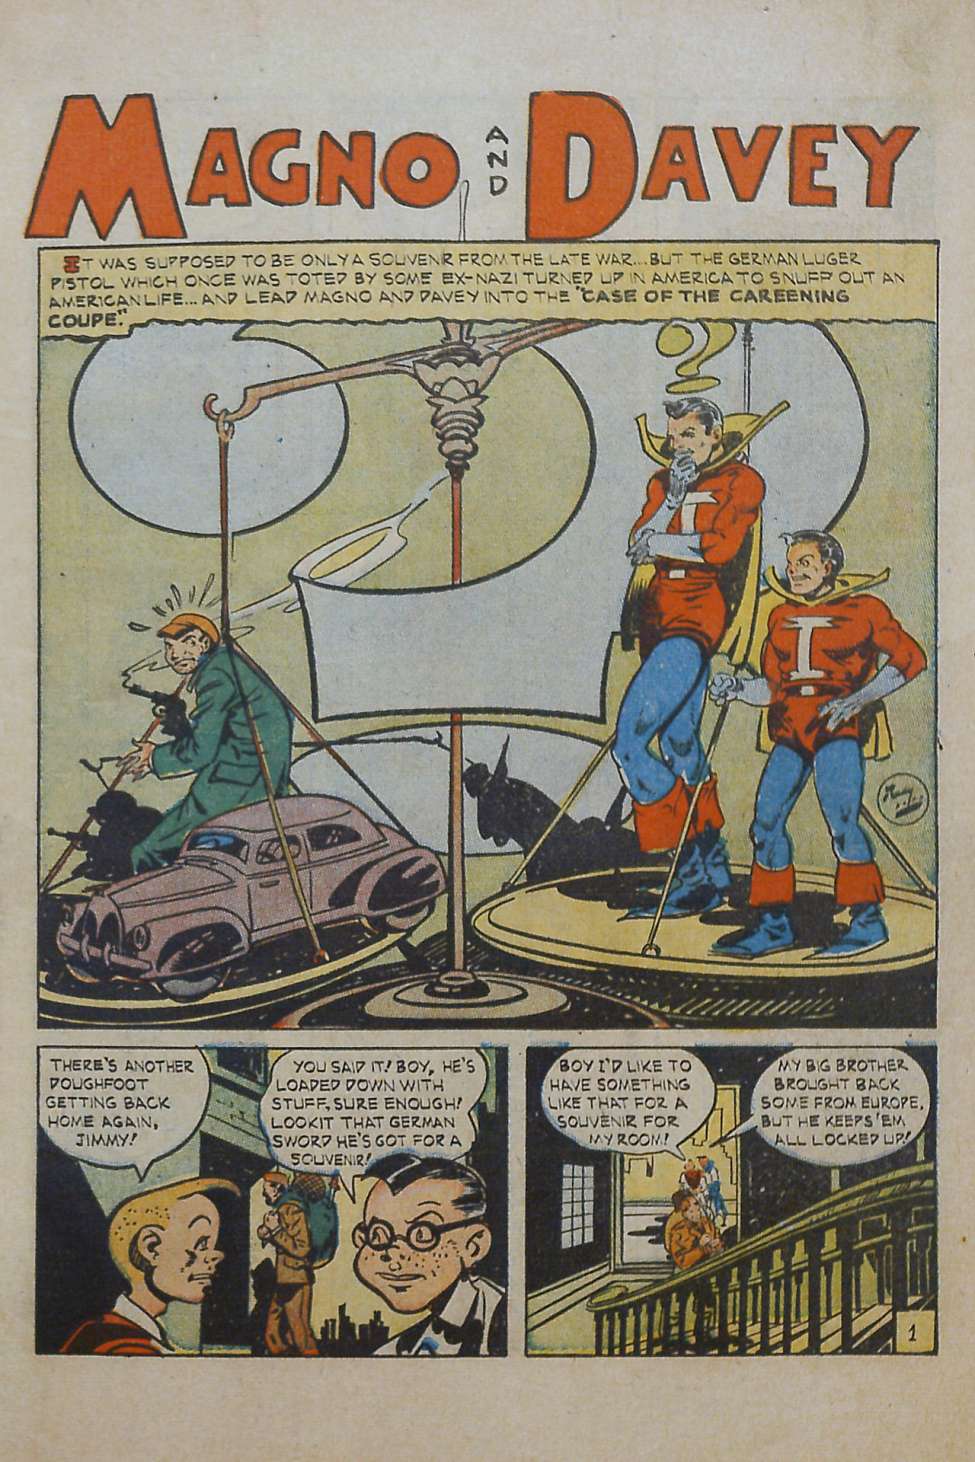 MAGNO AND DAVEY
IT WAS SUPPOSED TO BE ONLY A SOUVENIR FROM THE LATE WAR... BUT THE GERMAN LUGER
PISTOL WHICH ONCE WAS TOTED BY SOME EX-NAZI TURNED UP IN AMERICA TO SNUFF OUT AN
AMERICAN LIFE... AND LEAD MAGNO AND DAVEY INTO THE "CASE OF THE CAREENING
COUPE."
I
I
THERE'S ANOTHER
DOUGHFOOT
GETTING BACK
HOME AGAIN,
JIMMY!
YOU SAID IT! BOY, HE'S
LOADED DOWN WITH
STUFF, SURE ENOUGH!
LOOKIT THAT GERMAN
SWORD HE'S GOT FOR A
SOUVENIR!
BOY I'D LIKE TO
HAVE SOMETHING
LIKE THAT FOR A
SOUVENIR FOR
MY ROOM!
MY BIG BROTHER
BROUGHT BACK
SOME FROM EUROPE,
BUT HE KEEPS 'EM
ALL LOCKED UP!
1